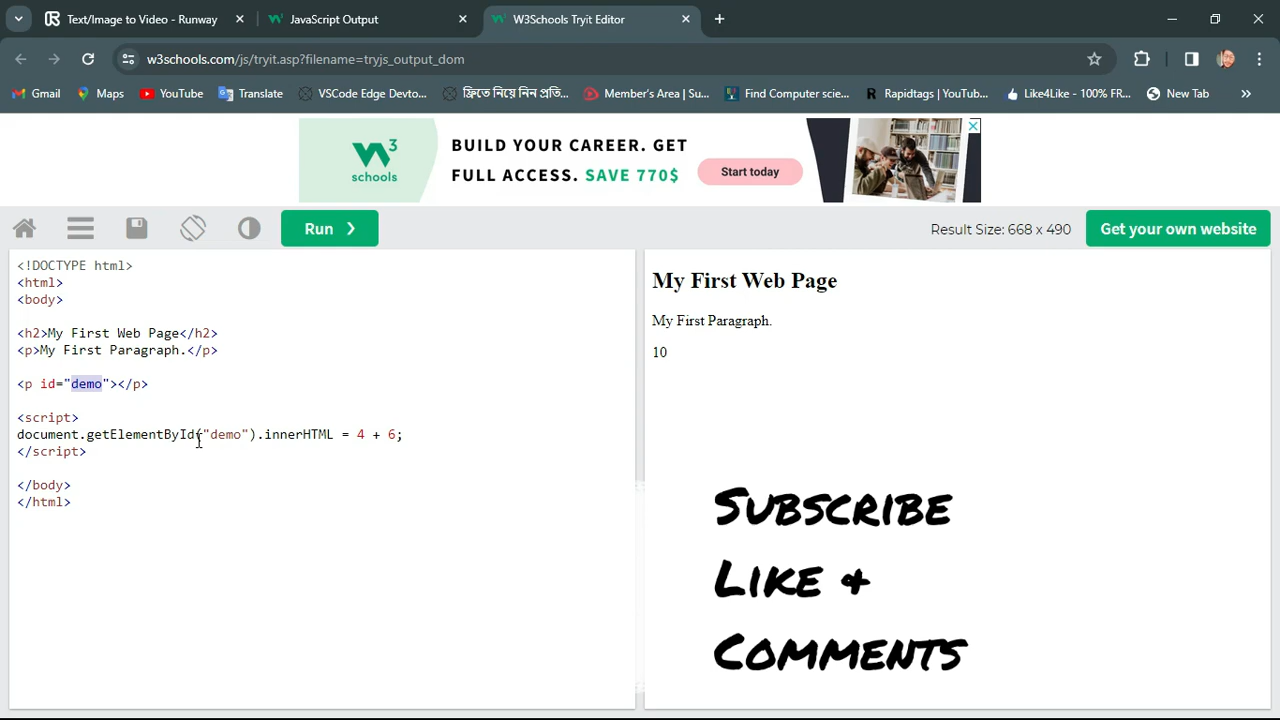 Text/Image to Video - Runway
JavaScript Output
W3Schools Tryit Editor
w3schools.com/js/tryit.asp?filename=tryjs_output_dom
Gmail
Maps
YouTube
Translate
VSCode Edge Devto...
ফ্রিতে নিয়ে নিন প্রতি...
Member's Area | Su...
Find Computer scie...
Rapidtags | YouTub...
Like4Like - 100% FR...
New Tab
W3
schools
BUILD YOUR CAREER. GET
FULL ACCESS. SAVE 770$
Start today
Run ❯
Result Size: 668 x 490
Get your own website
<!DOCTYPE html>
<html>
<body>
<h2>My First Web Page</h2>
<p>My First Paragraph.</p>
<p id="demo"></p>
<script>
document.getElementById("demo").innerHTML = 4 + 6;
</script>
</body>
</html>
My First Web Page
My First Paragraph.
10
Subscribe
Like &
Comments